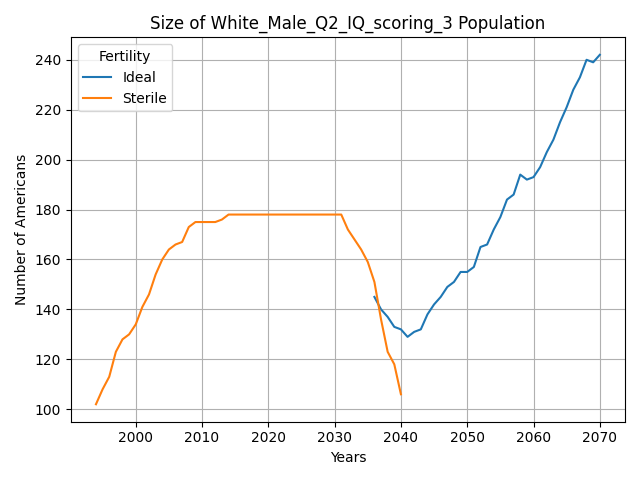 Size of White_Male_Q2_IQ_scoring_3 Population
Fertility
Ideal
Sterile
Number of Americans
240
220
200
180
160
140
120
100
2000
2010
2020
2030
2040
2050
2060
2070
Years